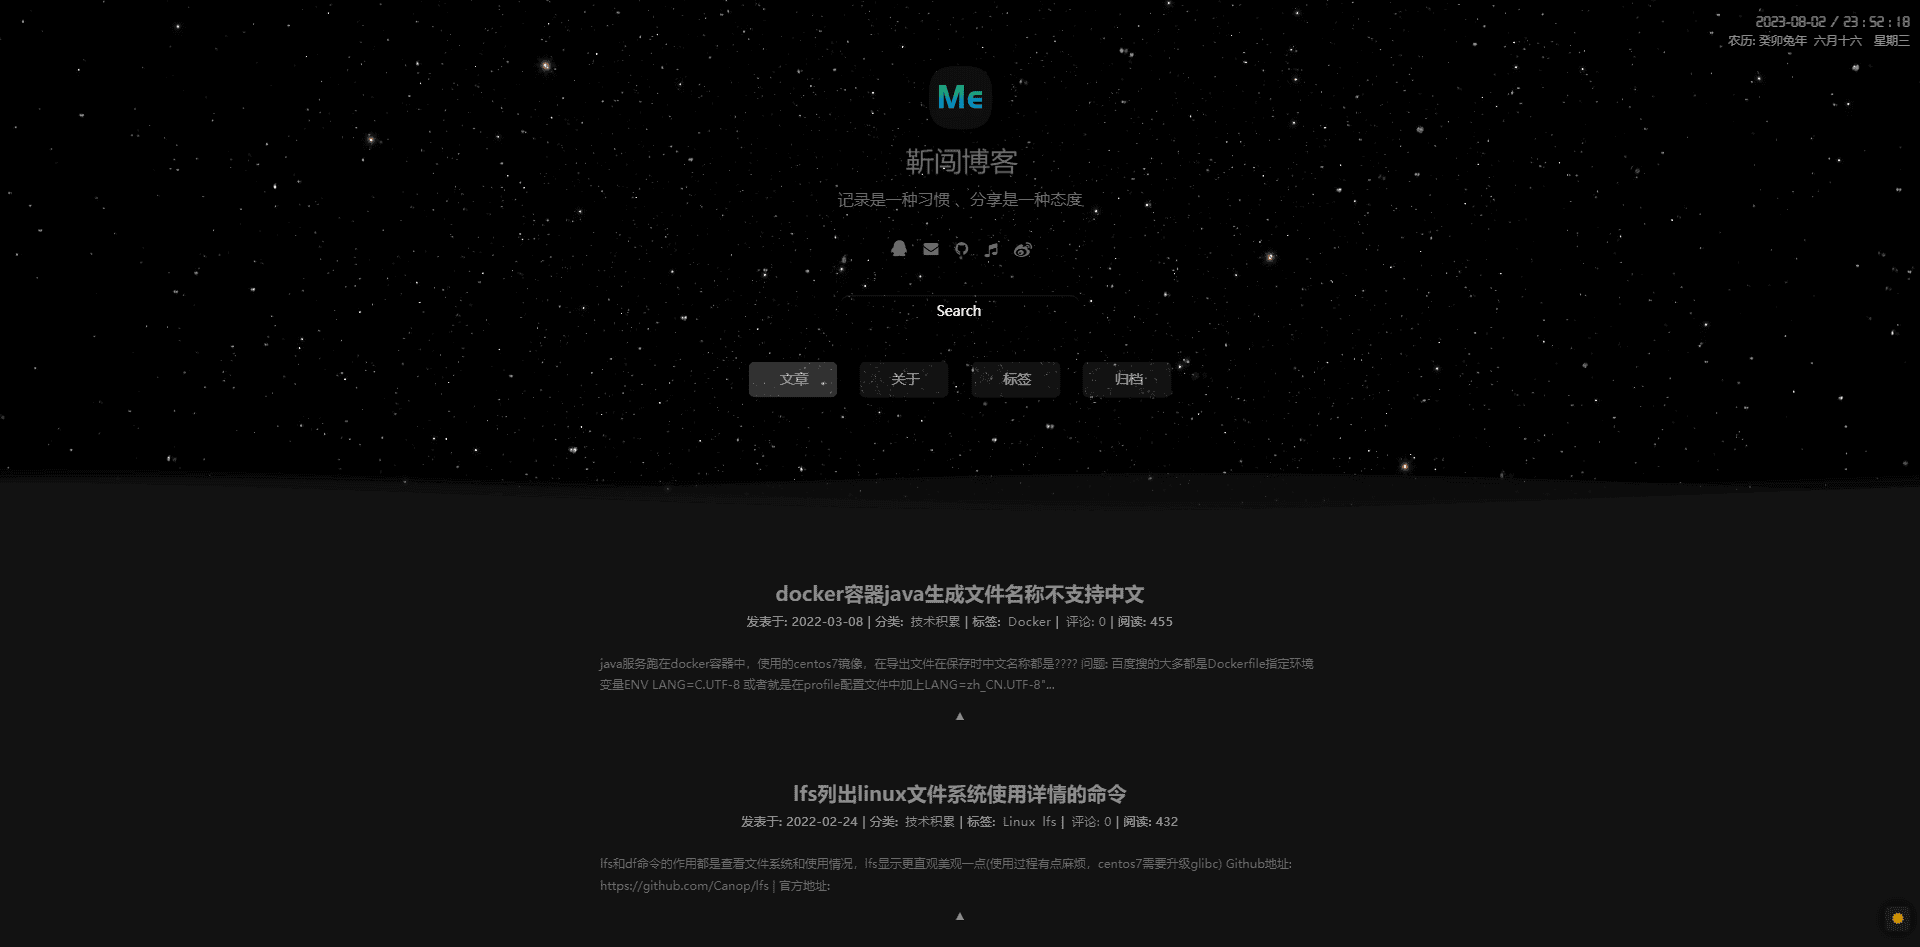 2023-08-02 / 23 : 52 : 18
农历: 癸卯兔年 六月十六 星期三
Me
靳闯博客
记录是一种习惯 、分享是一种态度
Search
文章 关于 标签 归档
docker容器java生成文件名称不支持中文
发表于: 2022-03-08 | 分类: 技术积累 | 标签: Docker | 评论: 0 | 阅读: 455
java服务跑在docker容器中，使用的centos7镜像，在导出文件在保存时中文名称都是???? 问题: 百度搜的大多都是Dockerfile指定环境
变量ENV LANG=C.UTF-8 或者就是在profile配置文件中加上LANG=zh_CN.UTF-8"...
lfs列出linux文件系统使用详情的命令
发表于: 2022-02-24 | 分类: 技术积累 | 标签: Linux lfs | 评论: 0 | 阅读: 432
lfs和df命令的作用都是查看文件系统和使用情况，lfs显示更直观美观一点(使用过程有点麻烦，centos7需要升级glibc) Github地址:
https://github.com/Canop/lfs | 官方地址: